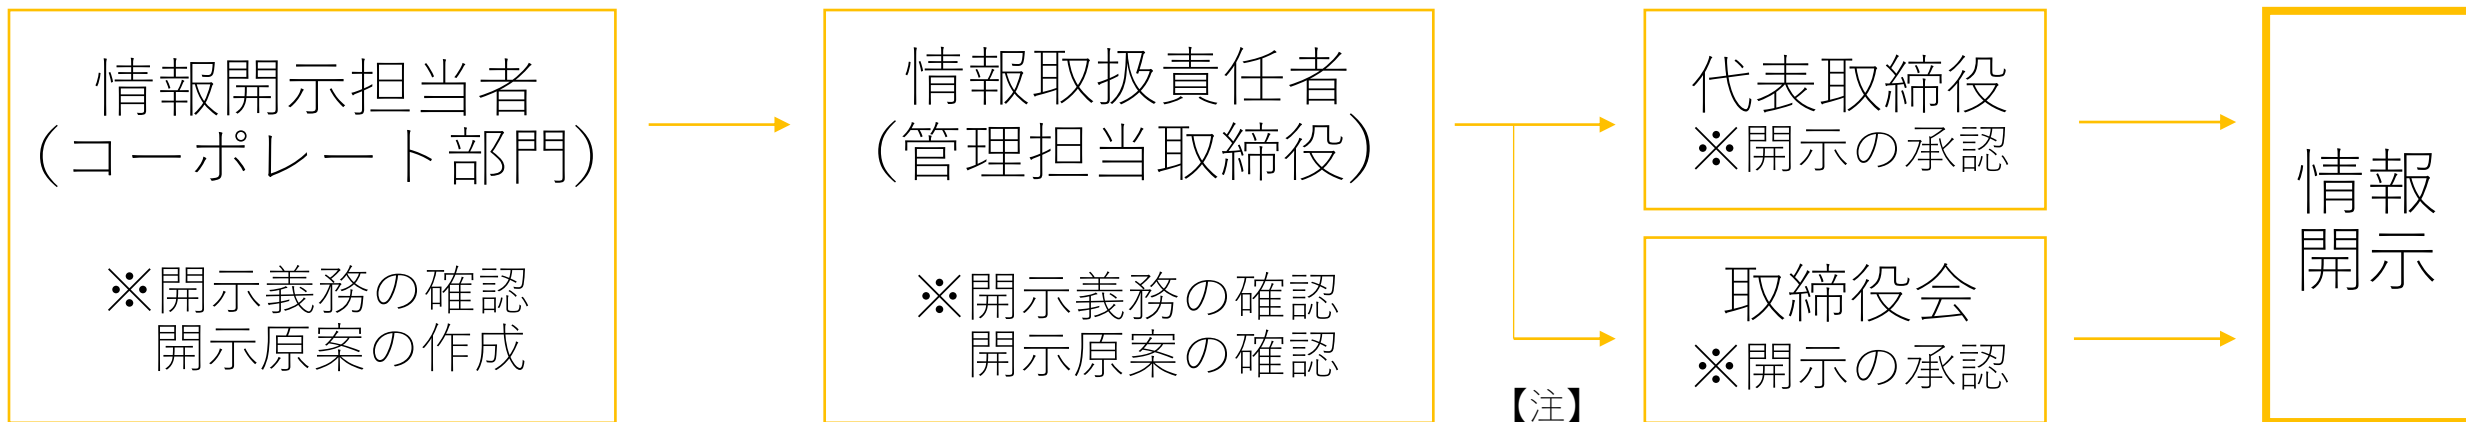 情報開示担当者
（コーポレート部門）
※開示義務の確認
開示原案の作成
情報取扱責任者
（管理担当取締役）
※開示義務の確認
開示原案の確認
【注】
代表取締役
※開示の承認
取締役会
※開示の承認
情報
開示